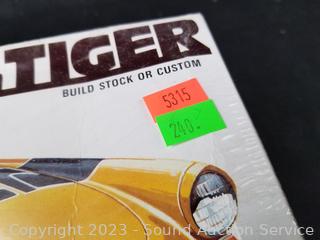 TIGER
BUILD STOCK OR CUSTOM
5315
240.-
Copyright 2023 - Sound Auction Service